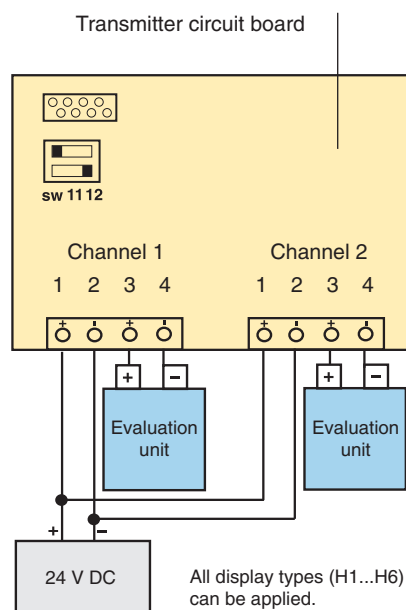 Transmitter circuit board
sw 11 12
Channel 1
Channel 2
1 2 3 4
1 2 3 4
+ - + -
+ - + -
+ -
+ -
Evaluation
unit
Evaluation
unit
+ -
24 V DC
All display types (H1...H6)
can be applied.